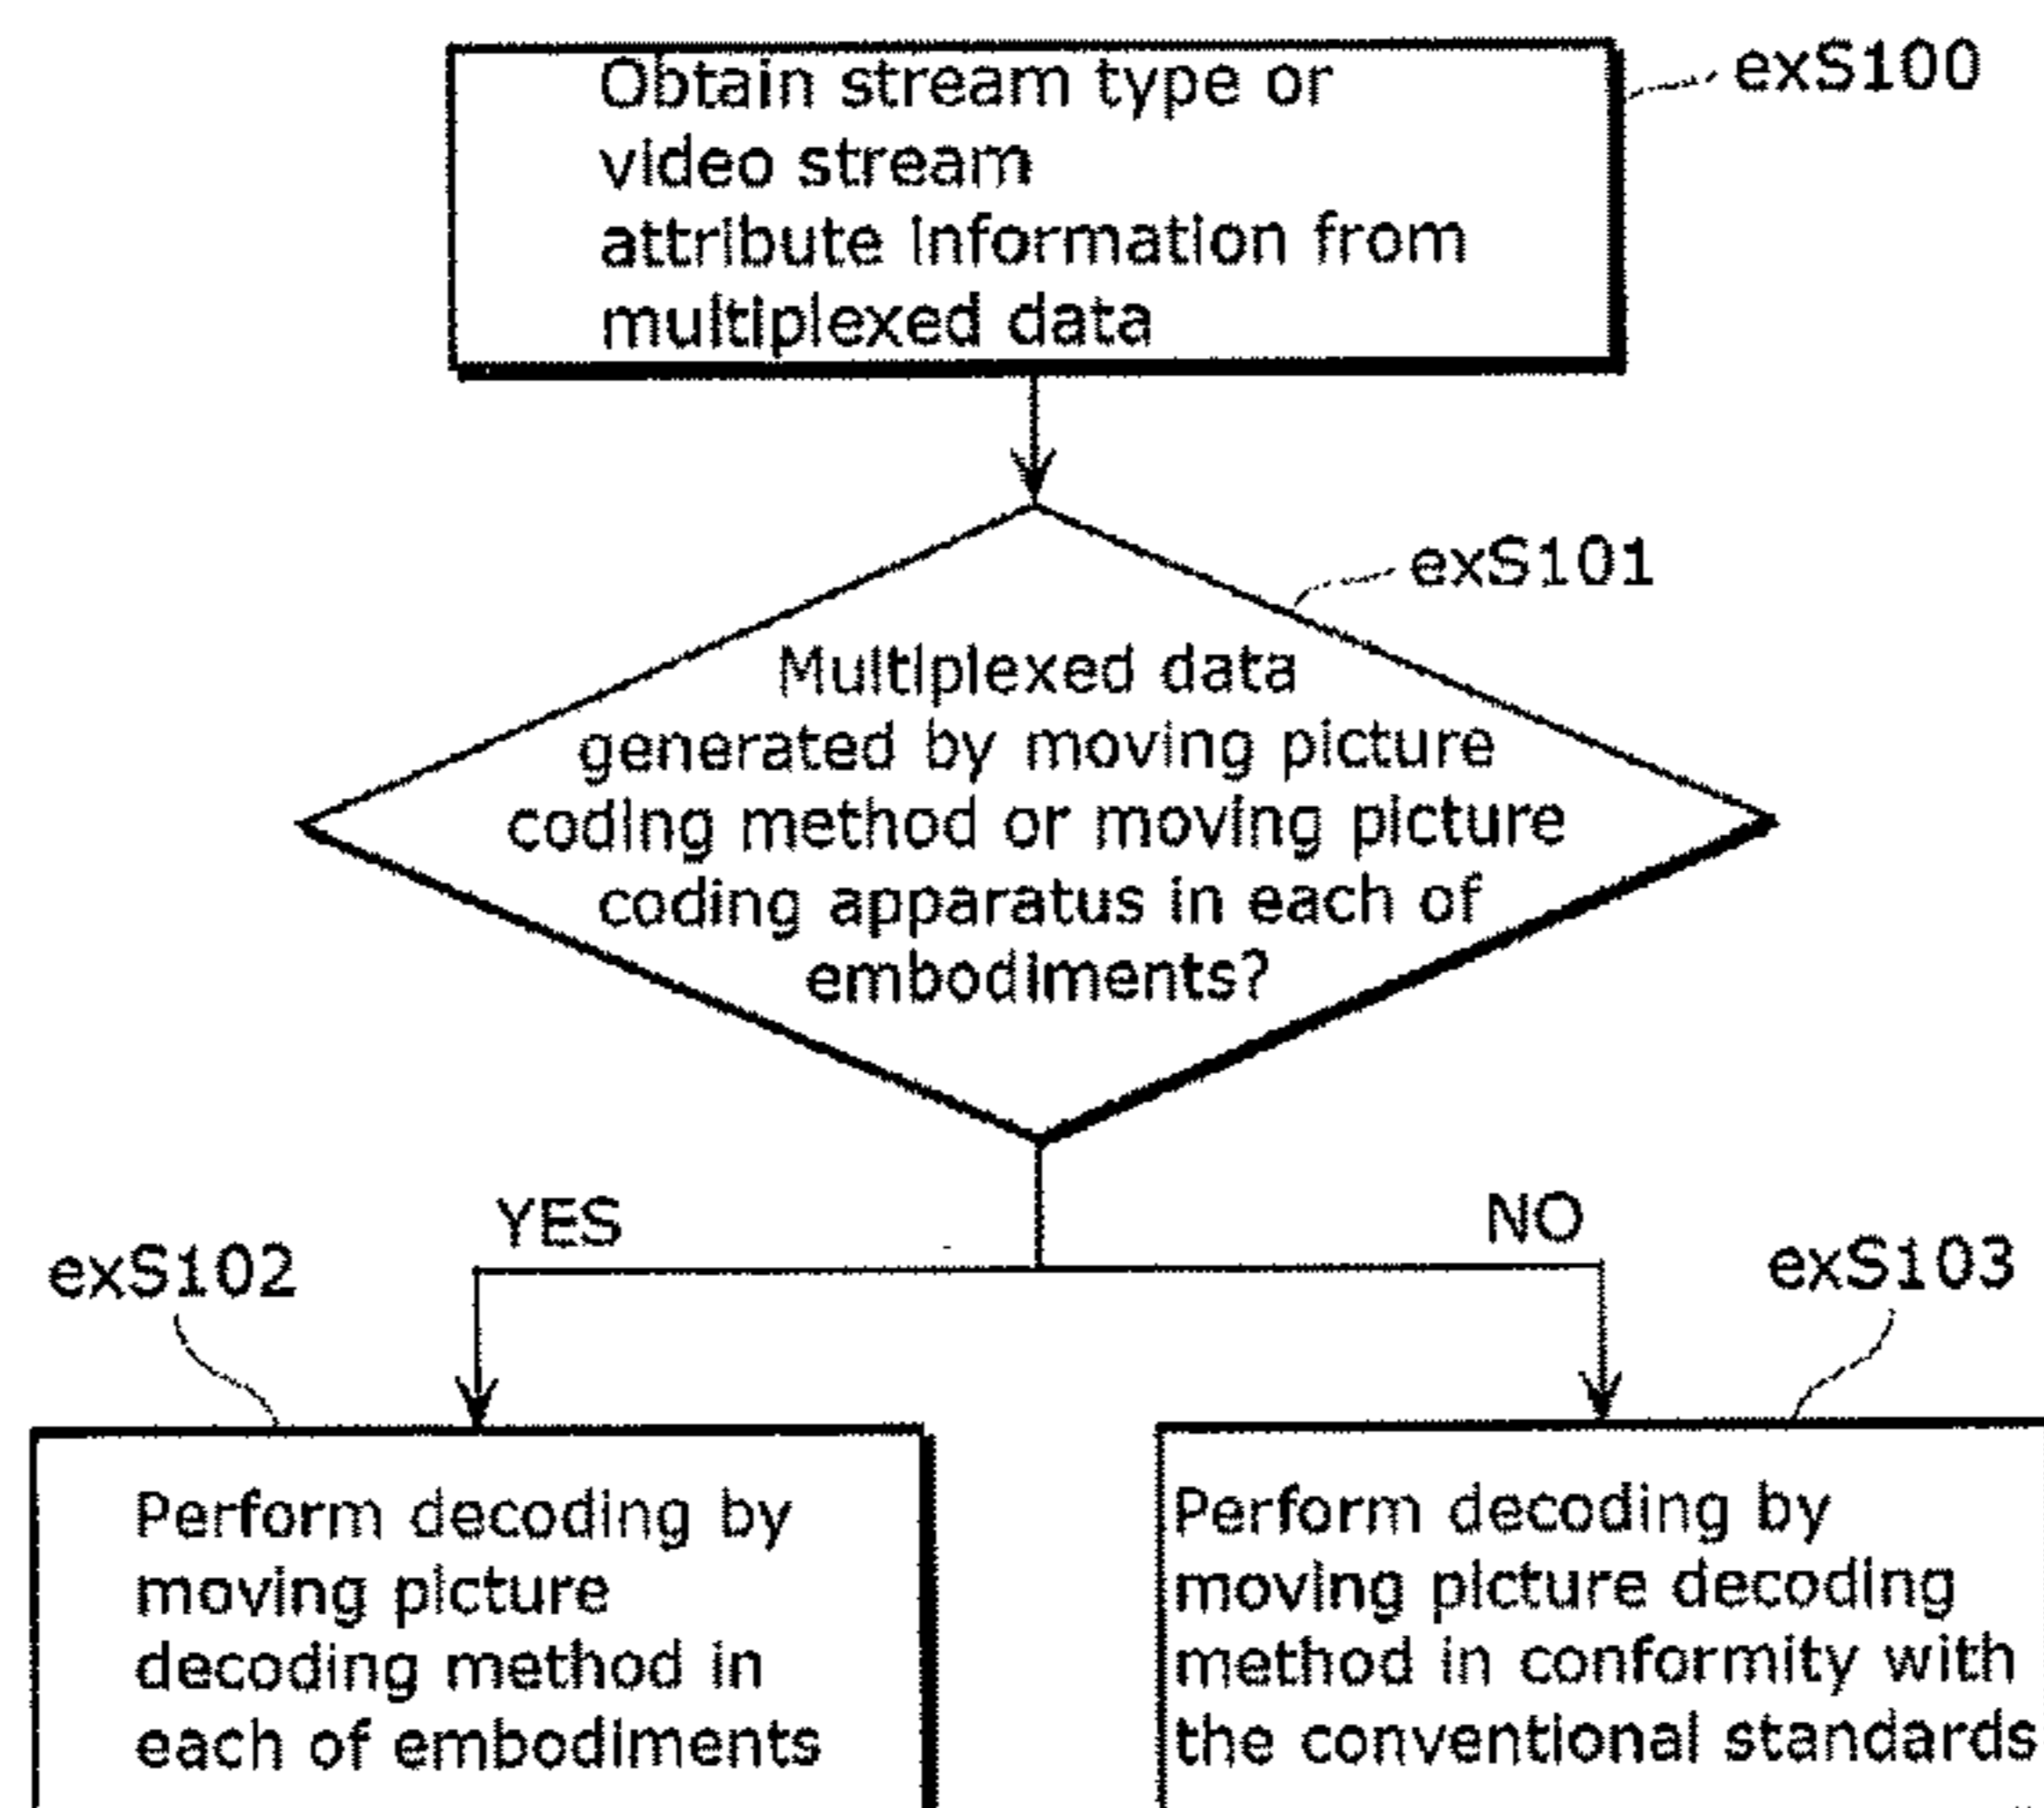 Obtain stream type or
video stream
attribute information from
multiplexed data
exS100
exS101
Multiplexed data
generated by moving picture
coding method or moving picture
coding apparatus in each of
embodiments?
YES
NO
exS102
exS103
Perform decoding by
moving picture
decoding method in
each of embodiments
Perform decoding by
moving picture decoding
method in conformity with
the conventional standards